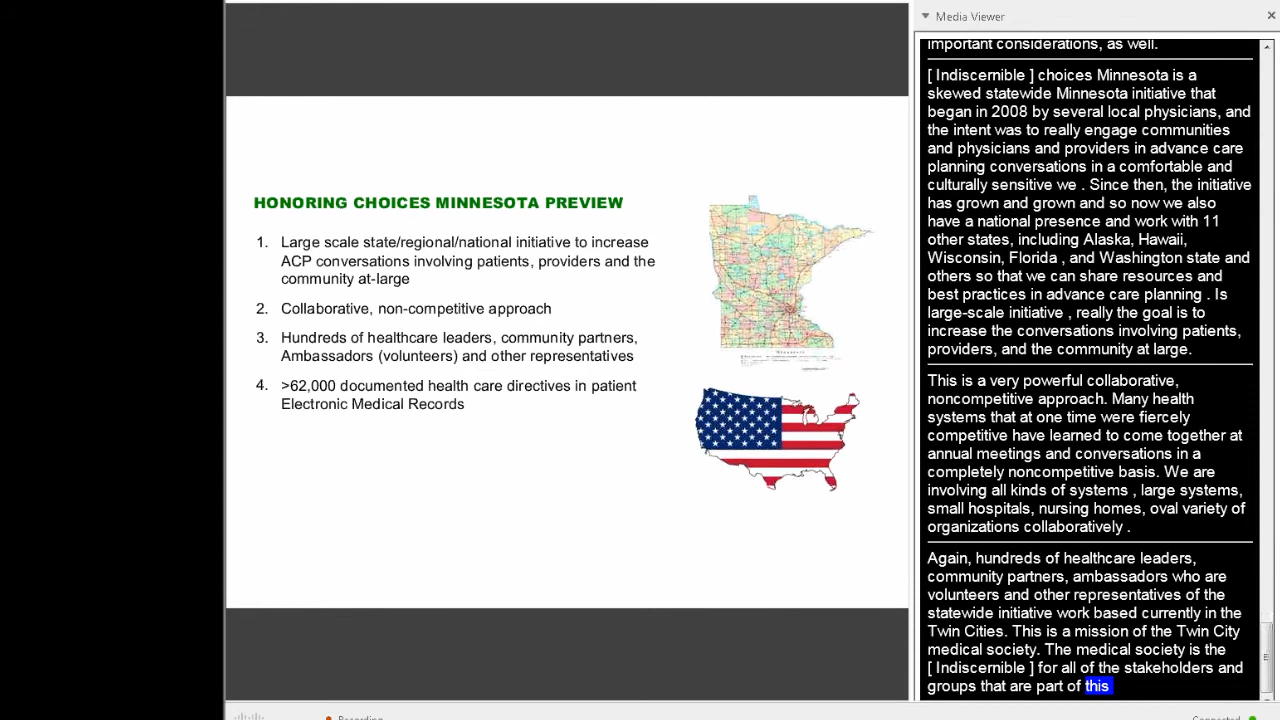 HONORING CHOICES MINNESOTA PREVIEW
1. Large scale state/regional/national initiative to increase
ACP conversations involving patients, providers and the
community at-large
2. Collaborative, non-competitive approach
3. Hundreds of healthcare leaders, community partners,
Ambassadors (volunteers) and other representatives
4. >62,000 documented health care directives in patient
Electronic Medical Records
Media Viewer
important considerations, as well.
[ Indiscernible ] choices Minnesota is a
skewed statewide Minnesota initiative that
began in 2008 by several local physicians, and
the intent was to really engage communities
and physicians and providers in advance care
planning conversations in a comfortable and
culturally sensitive we . Since then, the initiative
has grown and grown and so now we also
have a national presence and work with 11
other states, including Alaska, Hawaii,
Wisconsin, Florida , and Washington state and
others so that we can share resources and
best practices in advance care planning . Is
large-scale initiative , really the goal is to
increase the conversations involving patients,
providers, and the community at large.
This is a very powerful collaborative,
noncompetitive approach. Many health
systems that at one time were fiercely
competitive have learned to come together at
annual meetings and conversations in a
completely noncompetitive basis. We are
involving all kinds of systems , large systems,
small hospitals, nursing homes, oval variety of
organizations collaboratively .
Again, hundreds of healthcare leaders,
community partners, ambassadors who are
volunteers and other representatives of the
statewide initiative work based currently in the
Twin Cities. This is a mission of the Twin City
medical society. The medical society is the
[ Indiscernible ] for all of the stakeholders and
groups that are part of this
Recording
Connected